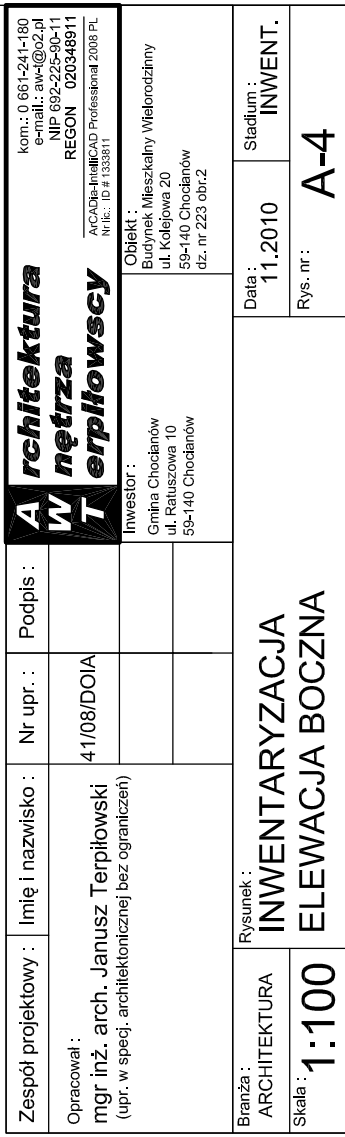 Zespół projektowy :
Imię i nazwisko :
Nr upr. :
Podpis :
Opracował :
mgr inż. arch. Janusz Terpiłowski
(upr. w specj. architektonicznej bez ograniczeń)
41/08/DOIA
A rchitektura
W nętrza
T erpiłowscy
kom.: 0 661-241-180
e-mail.: aw-t@o2.pl
NIP 692-225-90-11
REGON 020348911
ArCADia-IntelliCAD Professional 2008 PL
Nr lic.: ID # 1333811
Inwestor :
Gmina Chocianów
ul. Ratuszowa 10
59-140 Chocianów
Obiekt :
Budynek Mieszkalny Wielorodzinny
ul. Kolejowa 20
59-140 Chocianów
dz. nr 223 obr.2
Branża :
ARCHITEKTURA
Skala :
1:100
Rysunek :
INWENTARYZACJA
ELEWACJA BOCZNA
Data :
11.2010
Stadium :
INWENT.
Rys. nr :
A-4